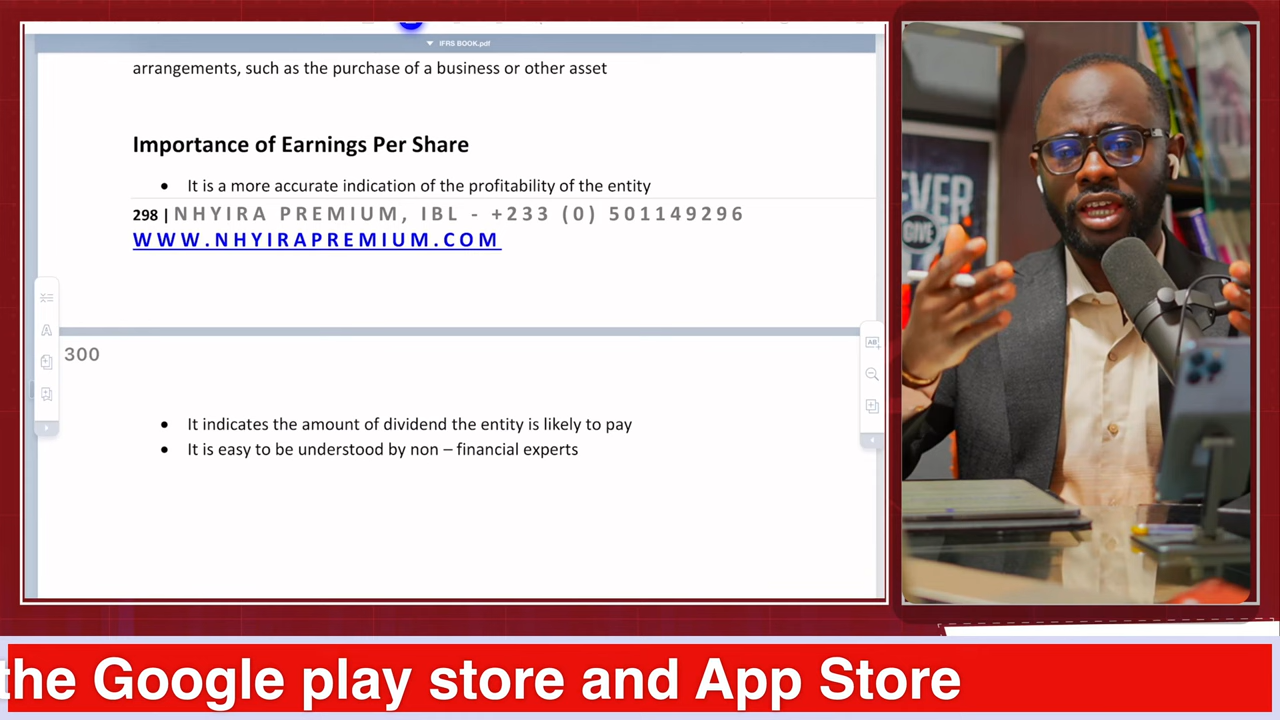 IFRS BOOK.pdf
arrangements, such as the purchase of a business or other asset
Importance of Earnings Per Share
• It is a more accurate indication of the profitability of the entity
298 | NHYIRA PREMIUM, IBL - +233 (0) 501149296
WWW.NHYIRAPREMIUM.COM
300
• It indicates the amount of dividend the entity is likely to pay
• It is easy to be understood by non – financial experts
EVER
GIVE
the Google play store and App Store